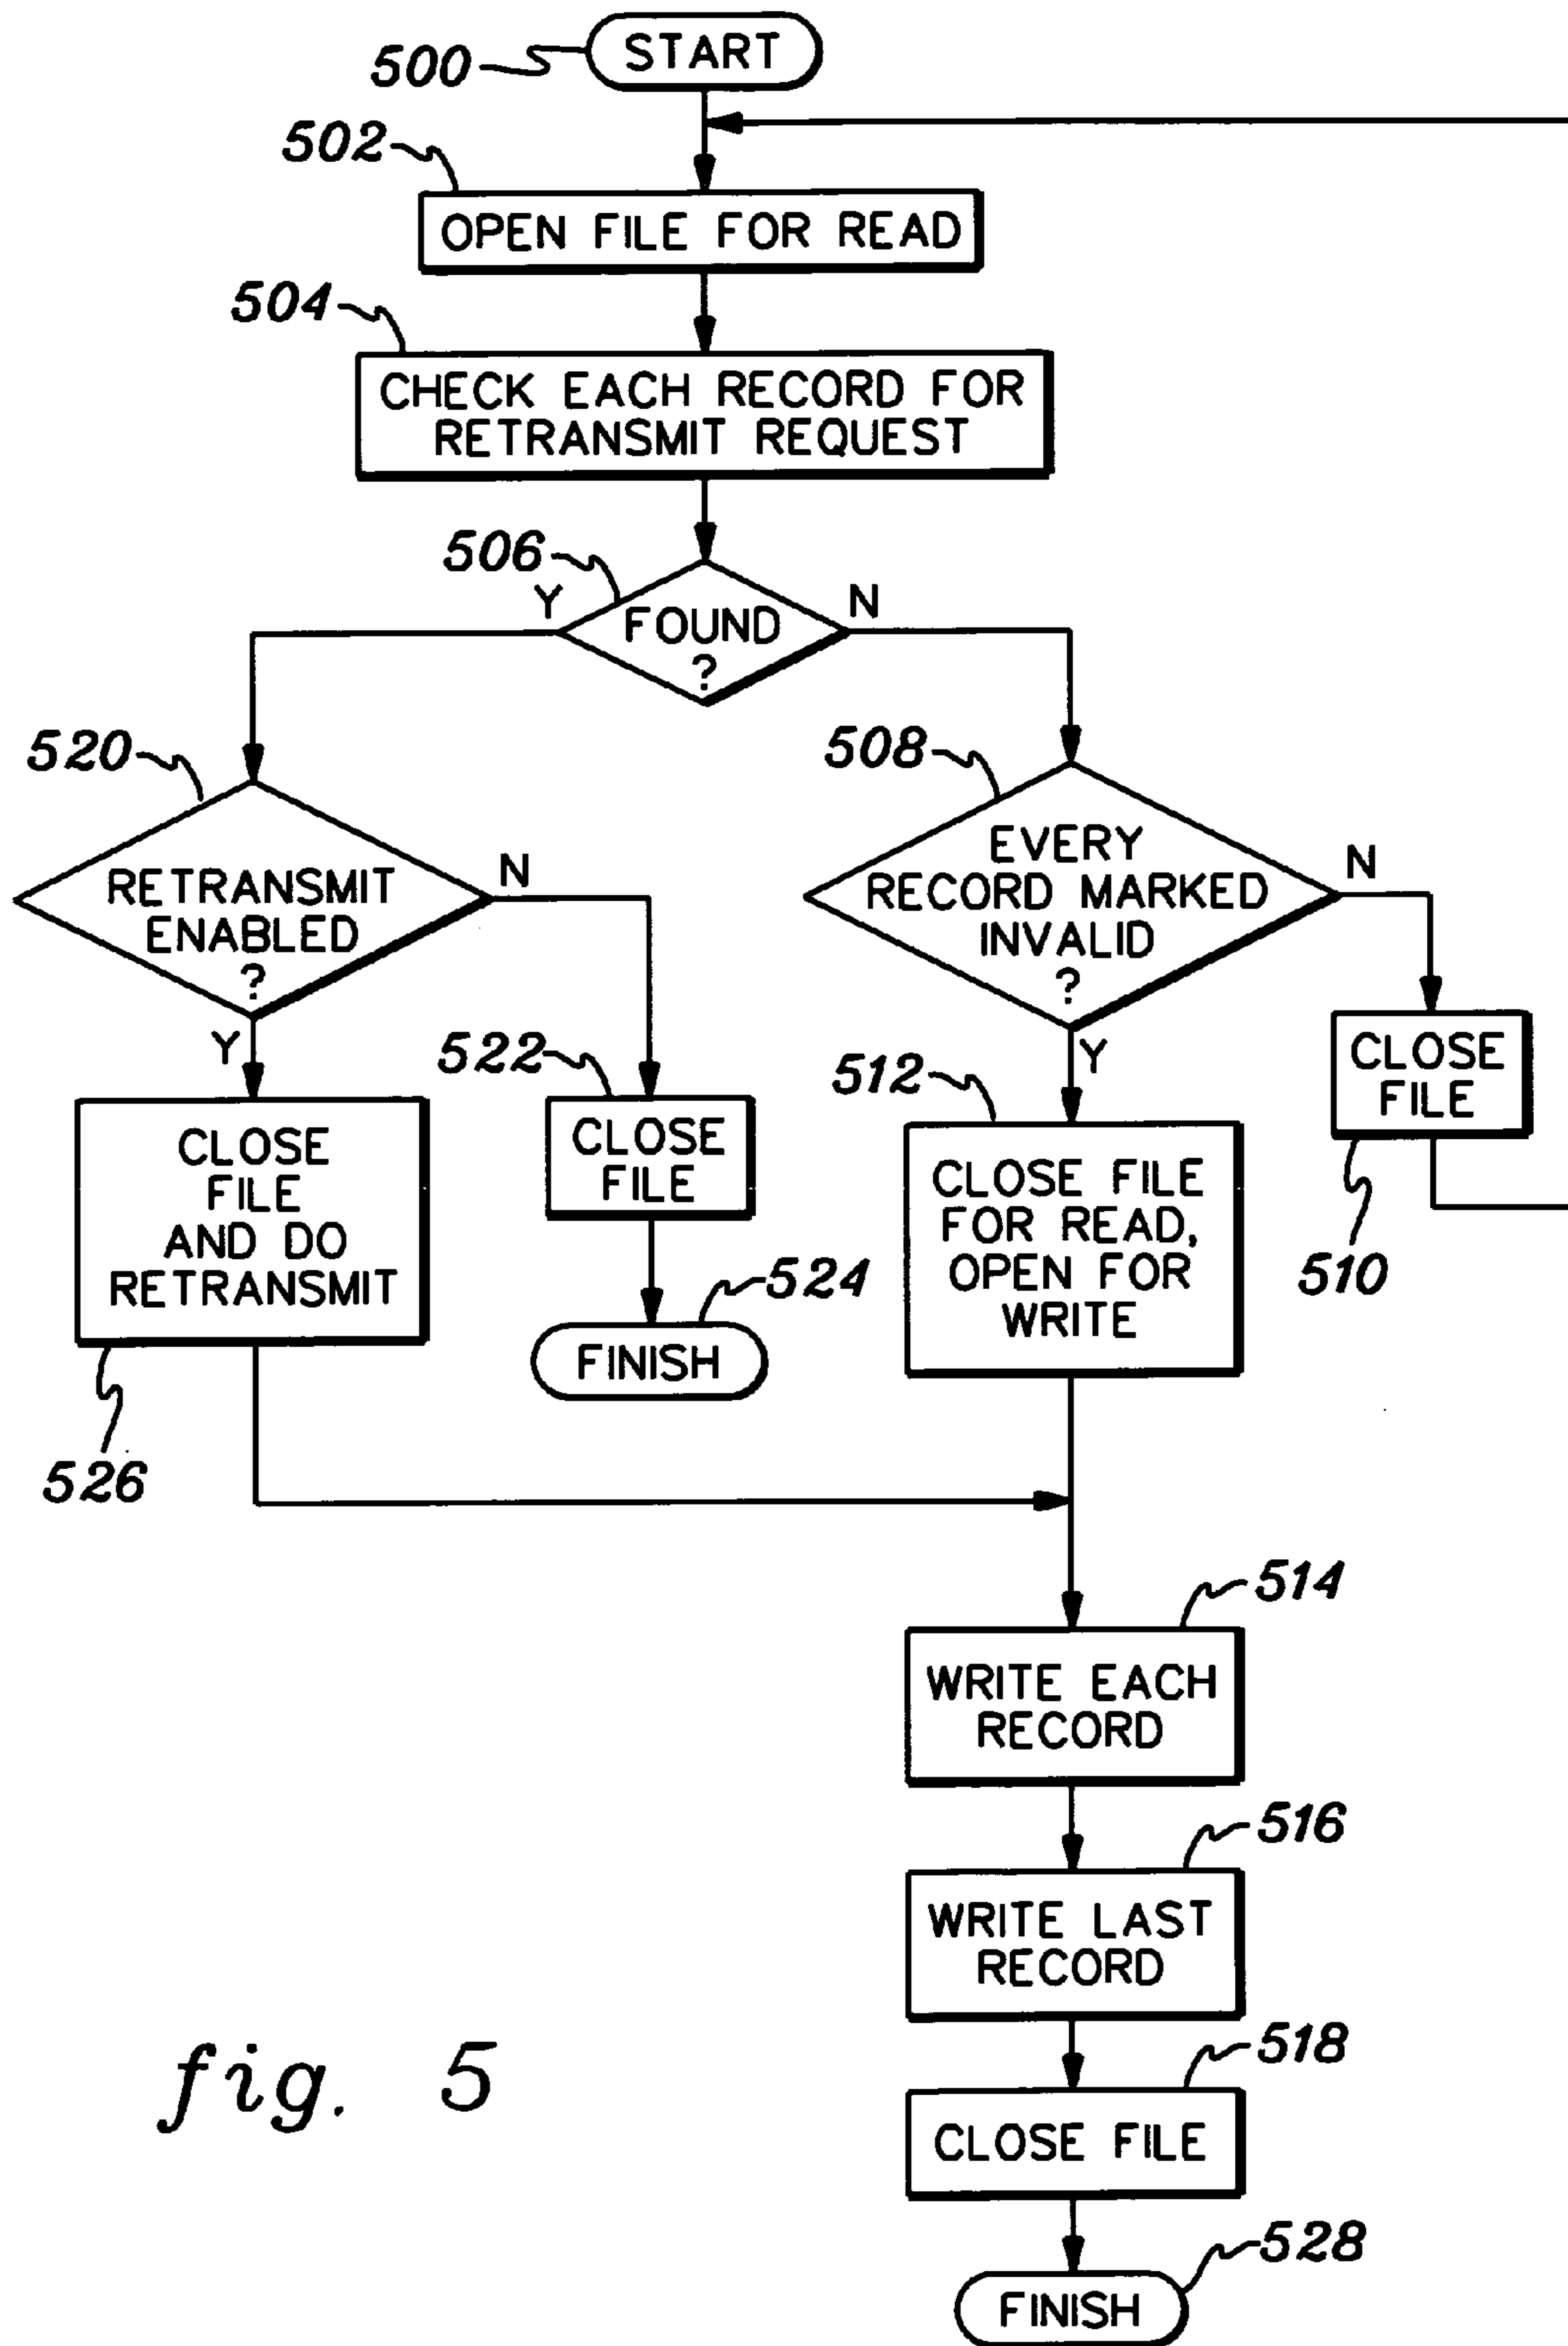 500
START
502
OPEN FILE FOR READ
504
CHECK EACH RECORD FOR
RETRANSMIT REQUEST
506
Y
N
FOUND
?
520
RETRANSMIT
ENABLED
?
N
Y
508
EVERY
RECORD MARKED
INVALID
?
N
Y
CLOSE
FILE
510
522
CLOSE
FILE
524
FINISH
CLOSE
FILE
AND DO
RETRANSMIT
526
512
CLOSE FILE
FOR READ,
OPEN FOR
WRITE
514
WRITE EACH
RECORD
516
WRITE LAST
RECORD
518
CLOSE FILE
528
FINISH
fig. 5